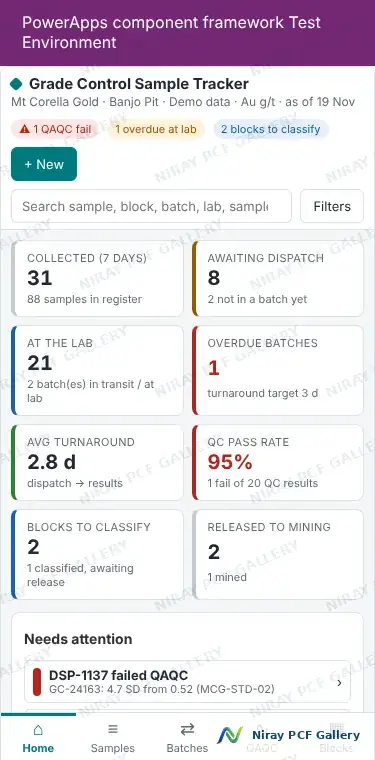 PowerApps component framework Test
Environment
Grade Control Sample Tracker
Mt Corella Gold · Banjo Pit · Demo data · Au g/t · as of 19 Nov
⚠ 1 QAQC fail
1 overdue at lab
2 blocks to classify
+ New
Search sample, block, batch, lab, sample
Filters
COLLECTED (7 DAYS)
31
88 samples in register
AWAITING DISPATCH
8
2 not in a batch yet
AT THE LAB
21
2 batch(es) in transit / at
lab
OVERDUE BATCHES
1
turnaround target 3 d
AVG TURNAROUND
2.8 d
dispatch → results
QC PASS RATE
95%
1 fail of 20 QC results
BLOCKS TO CLASSIFY
2
1 classified, awaiting
release
RELEASED TO MINING
2
1 mined
Needs attention
DSP-1137 failed QAQC
GC-24163: 4.7 SD from 0.52 (MCG-STD-02)
›
Home
Samples
Batches
QAQC
Blocks
Niray PCF Gallery
NIRAY PCF GALLERY